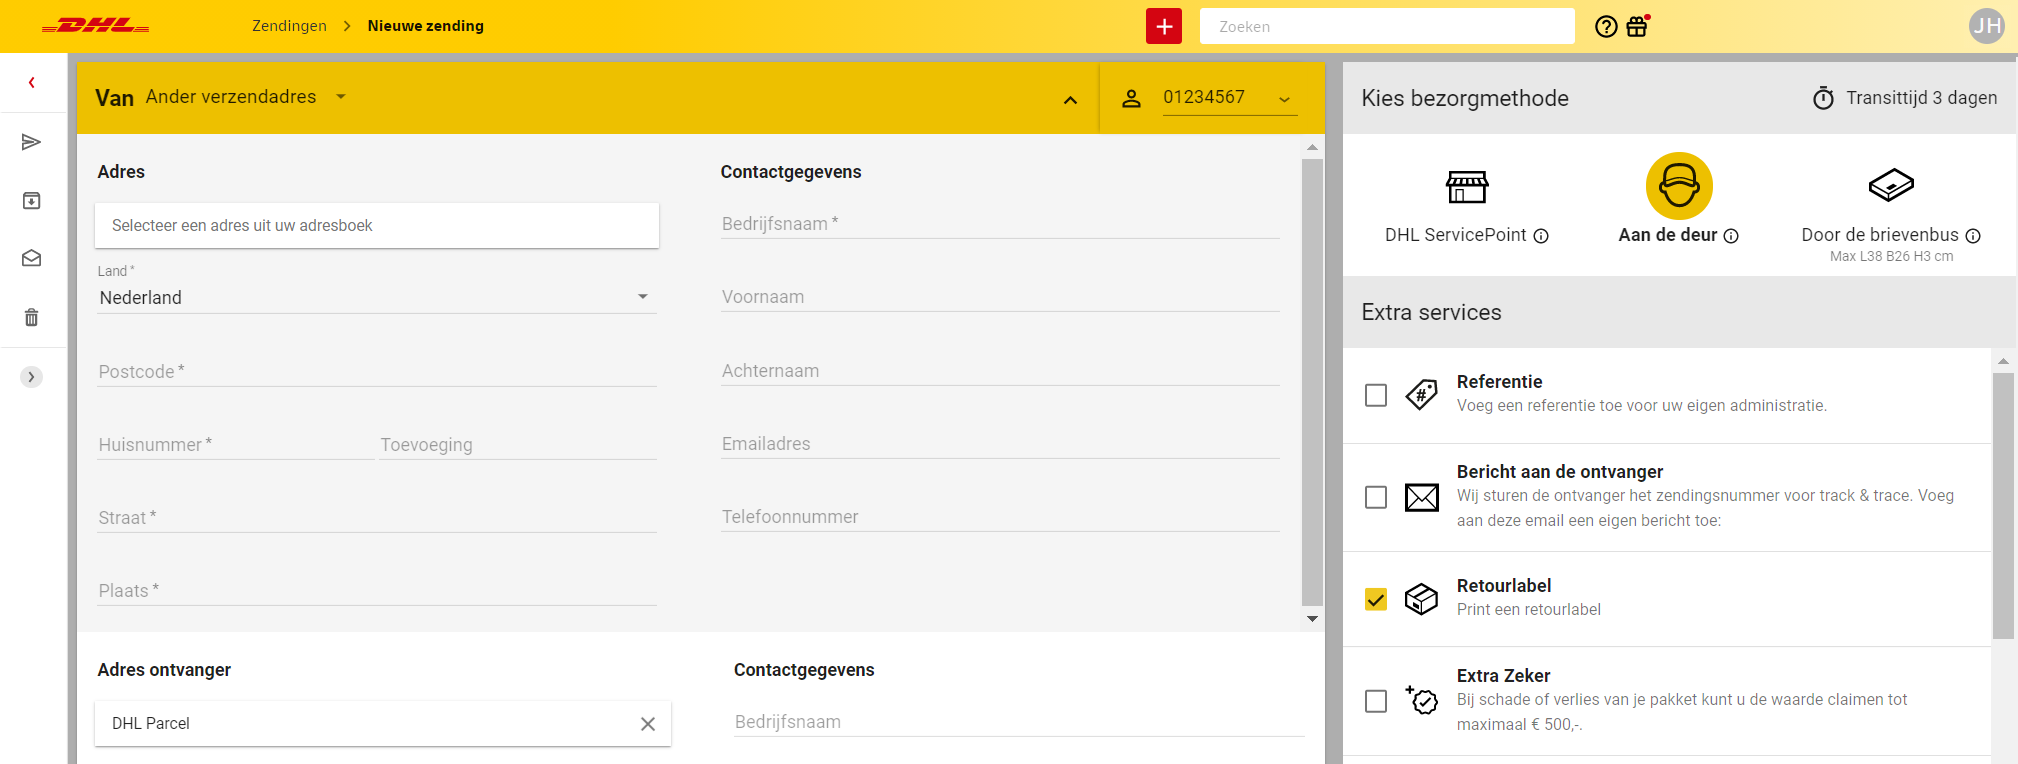 DHL
Zendingen > Nieuwe zending
Zoeken
JH
Van Ander verzendadres
01234567
Adres
Selecteer een adres uit uw adresboek
Land *
Nederland
Postcode *
Huisnummer * Toevoeging
Straat *
Plaats *
Contactgegevens
Bedrijfsnaam *
Voornaam
Achternaam
Emailadres
Telefoonnummer
Adres ontvanger
DHL Parcel
Contactgegevens
Bedrijfsnaam
Kies bezorgmethode
Transittijd 3 dagen
DHL ServicePoint
Aan de deur
Door de brievenbus
Max L38 B26 H3 cm
Extra services
#
Referentie
Voeg een referentie toe voor uw eigen administratie.
Bericht aan de ontvanger
Wij sturen de ontvanger het zendingsnummer voor track & trace. Voeg
aan deze email een eigen bericht toe:
Retourlabel
Print een retourlabel
Extra Zeker
Bij schade of verlies van je pakket kunt u de waarde claimen tot
maximaal € 500,-.